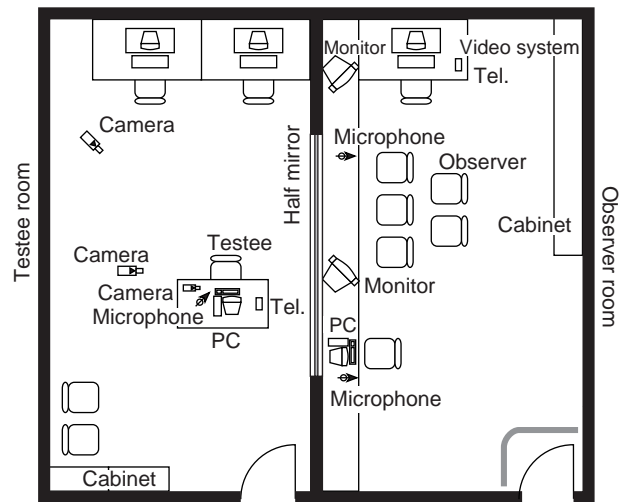 Testee room
Camera
Camera
Testee
Camera
Microphone
Tel.
PC
Cabinet
Half mirror
Monitor
Video system
Tel.
Microphone
Observer
Cabinet
Monitor
PC
Microphone
Observer room